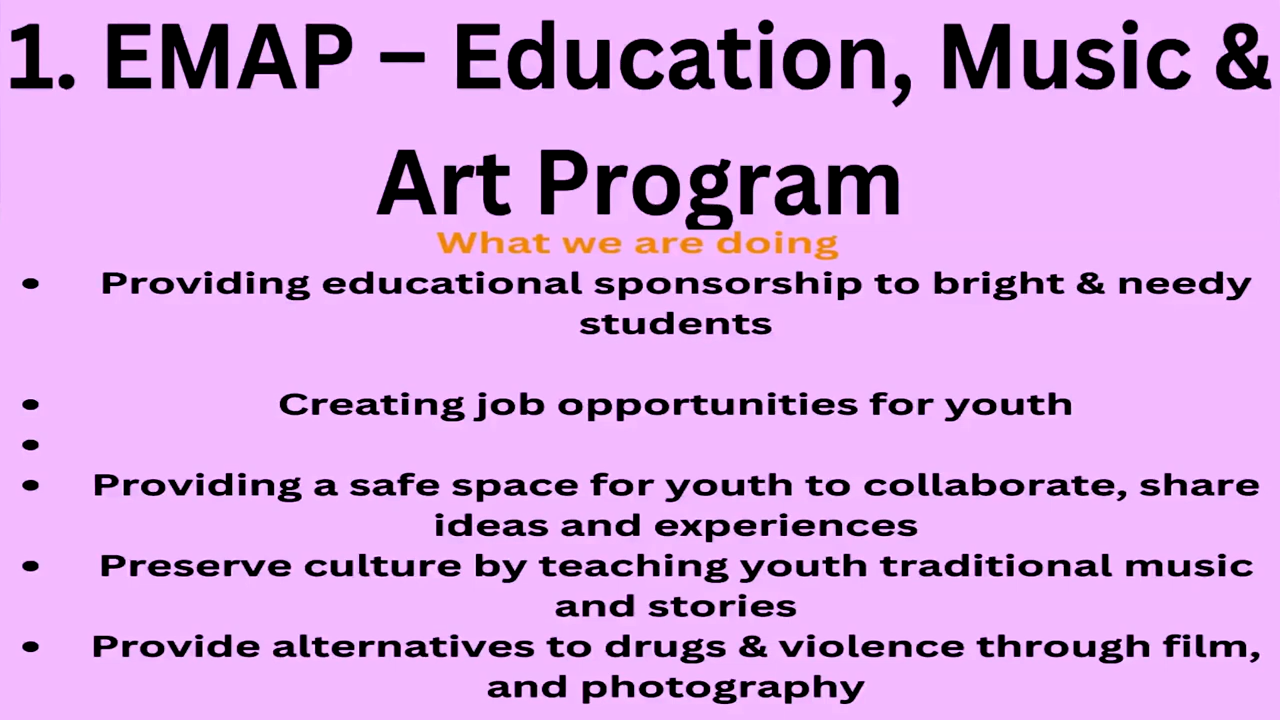 1. EMAP – Education, Music &
Art Program
What we are doing
• Providing educational sponsorship to bright & needy
students
• Creating job opportunities for youth
•
• Providing a safe space for youth to collaborate, share
ideas and experiences
• Preserve culture by teaching youth traditional music
and stories
• Provide alternatives to drugs & violence through film,
and photography